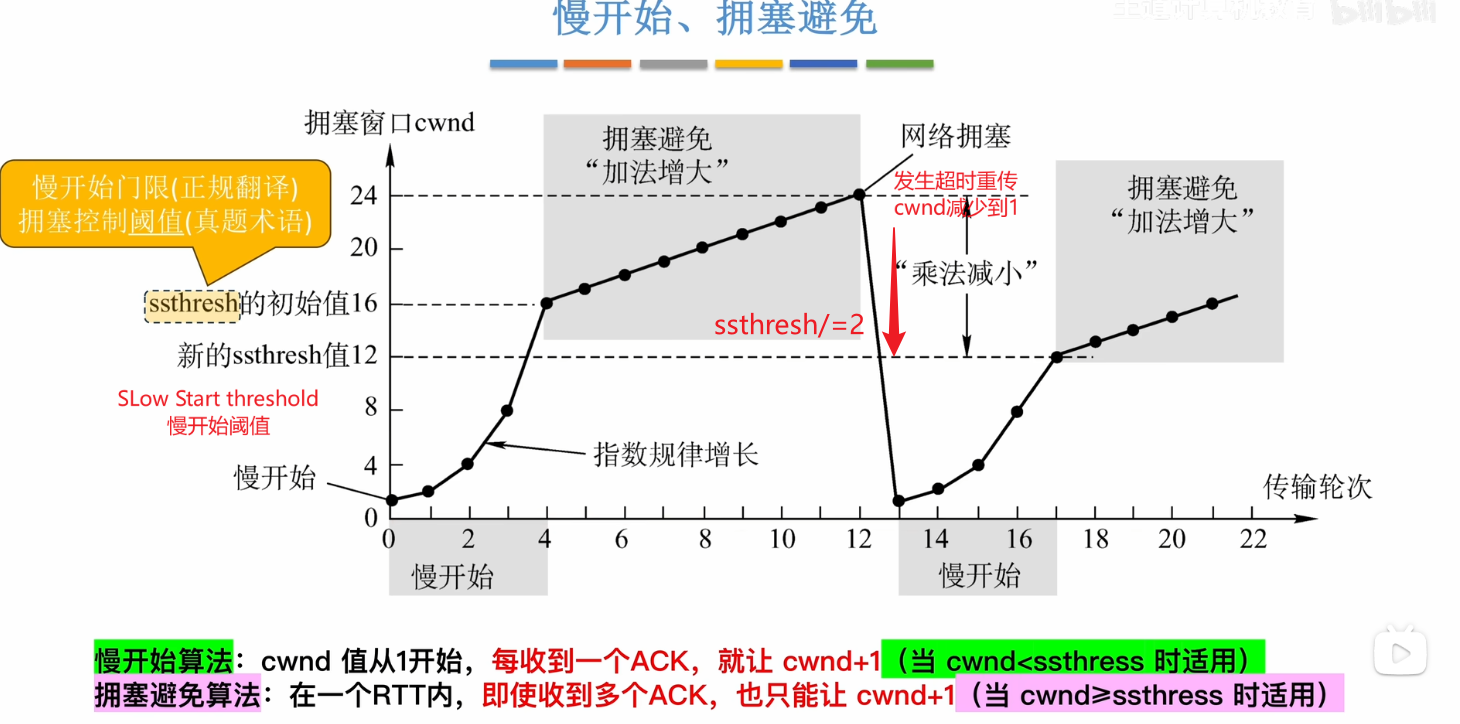 慢开始、拥塞避免
拥塞窗口cwnd
慢开始门限(正规翻译)
拥塞控制阈值(真题术语)
拥塞避免
“加法增大”
网络拥塞
发生超时重传
cwnd减少到1
拥塞避免
“加法增大”
24
20
“乘法减小”
ssthresh的初始值16
ssthresh/=2
新的ssthresh值12
SLow Start threshold
慢开始阈值
8
指数规律增长
4
慢开始
传输轮次
0
0 2 4 6 8 10 12 14 16 18 20 22
慢开始
慢开始
慢开始算法：cwnd 值从1开始，每收到一个ACK，就让 cwnd+1（当 cwnd<ssthress 时适用）
拥塞避免算法：在一个RTT内，即使收到多个ACK，也只能让 cwnd+1（当 cwnd≥ssthress 时适用）